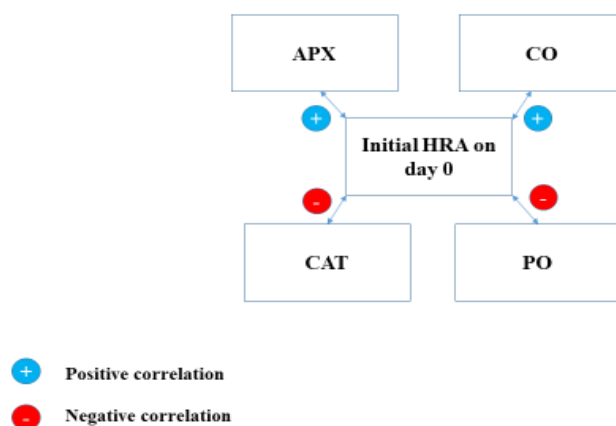 APX
CO
+
+
Initial HRA on
day 0
-
-
CAT
PO
+ Positive correlation
- Negative correlation